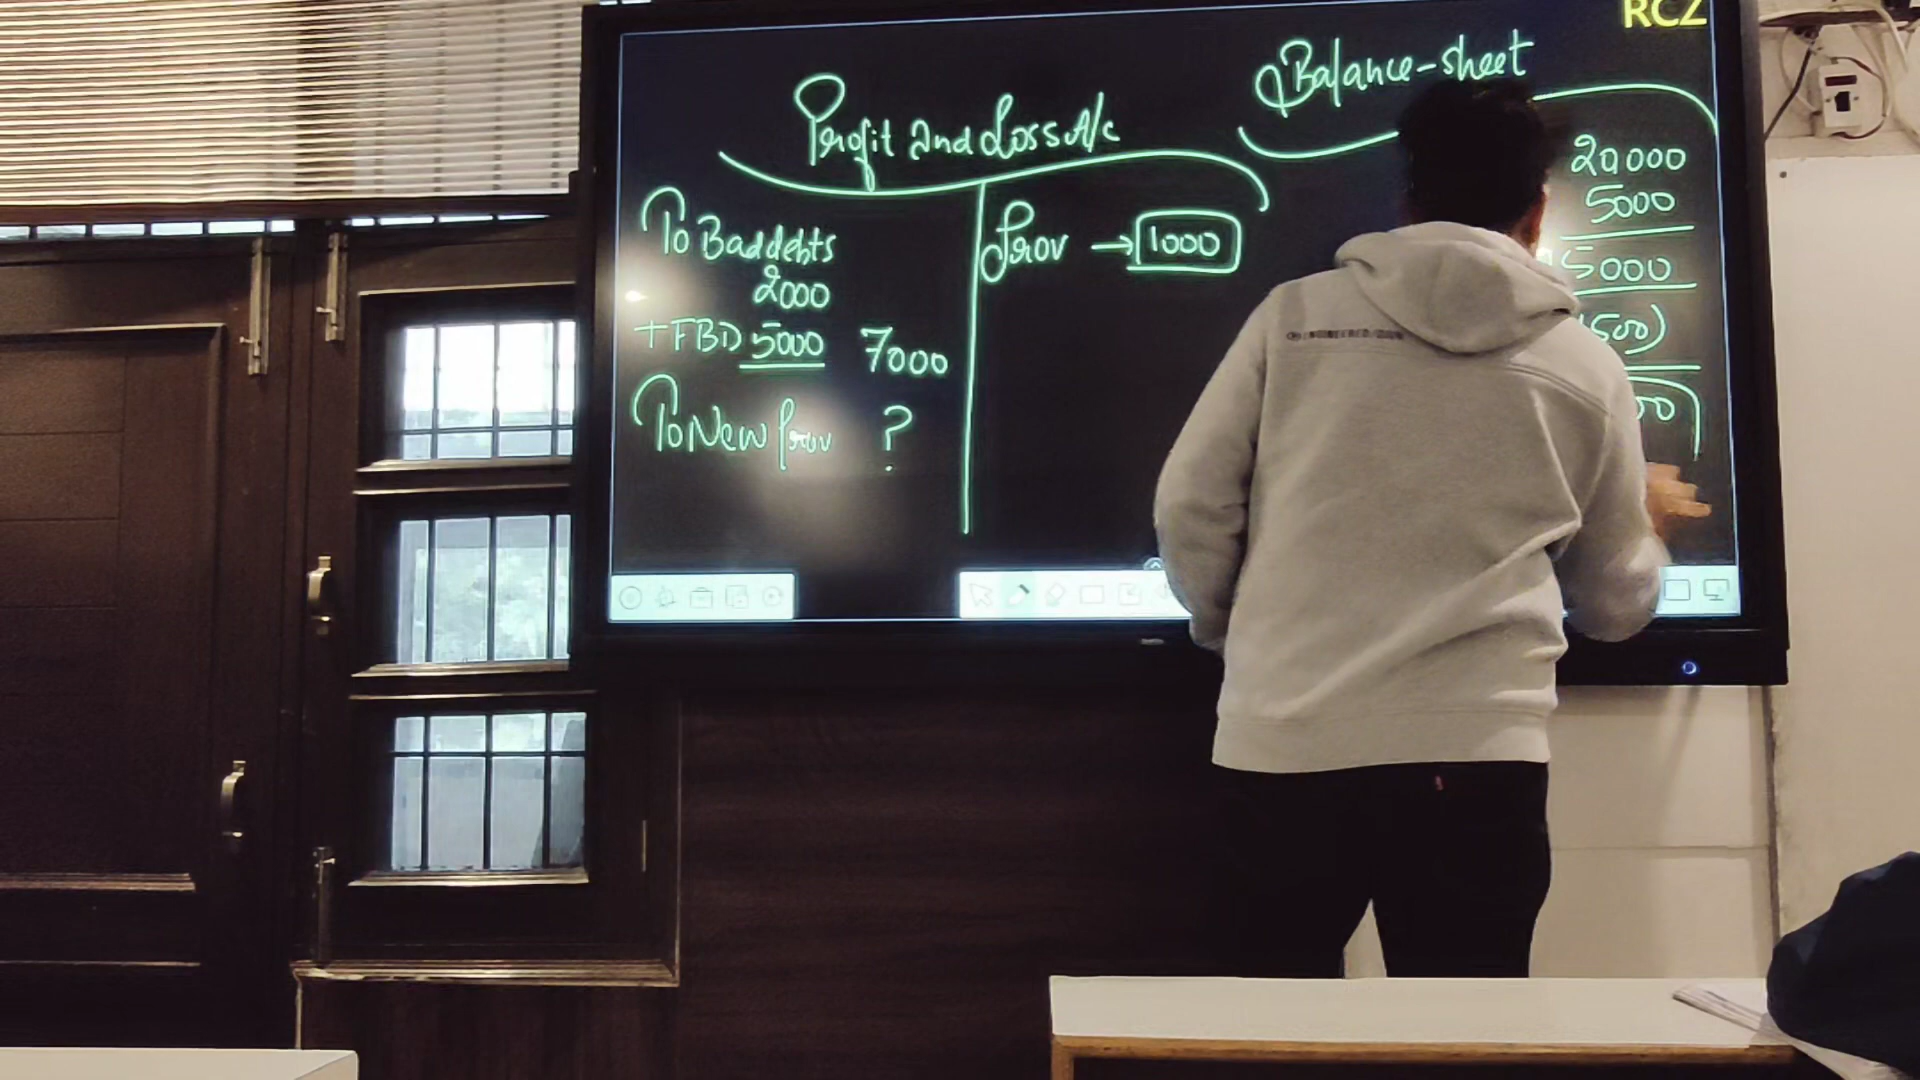 RCZ
Profit and Loss A/c
To Baddebts
2000
+FBD 5000 7000
To New Prov ?
Prov → 1000
Balance-sheet
20000
5000
5000
500)